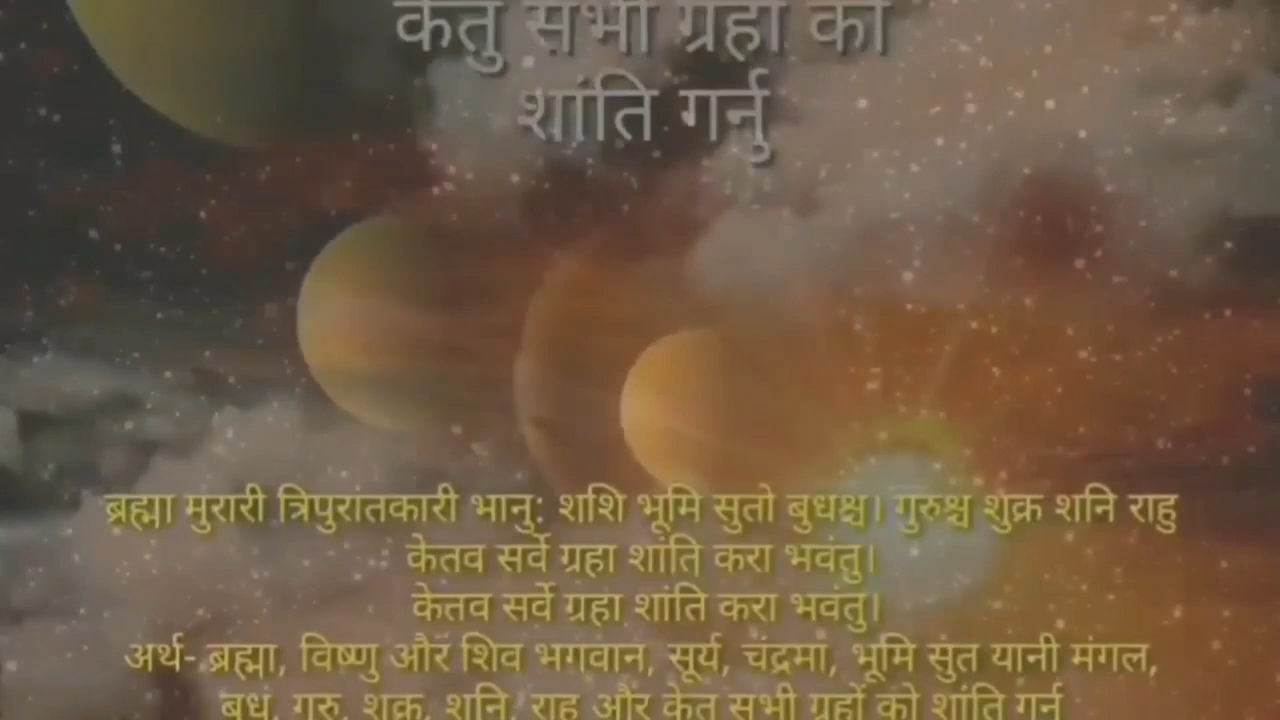 केतु सभी ग्रहों को
शांति गर्नु
ब्रह्मा मुरारी त्रिपुरांतकारी भानु: शशि भूमि सुतो बुधश्च। गुरुश्च शुक्र शनि राहु
केतव सर्वे ग्रहा शांति करा भवंतु।
केतव सर्वे ग्रहा शांति करा भवंतु।
अर्थ- ब्रह्मा, विष्णु और शिव भगवान, सूर्य, चंद्रमा, भूमि सुत यानी मंगल,
बुध, गुरु, शुक्र, शनि, राहु और केतु सभी ग्रहों को शांति गर्नु